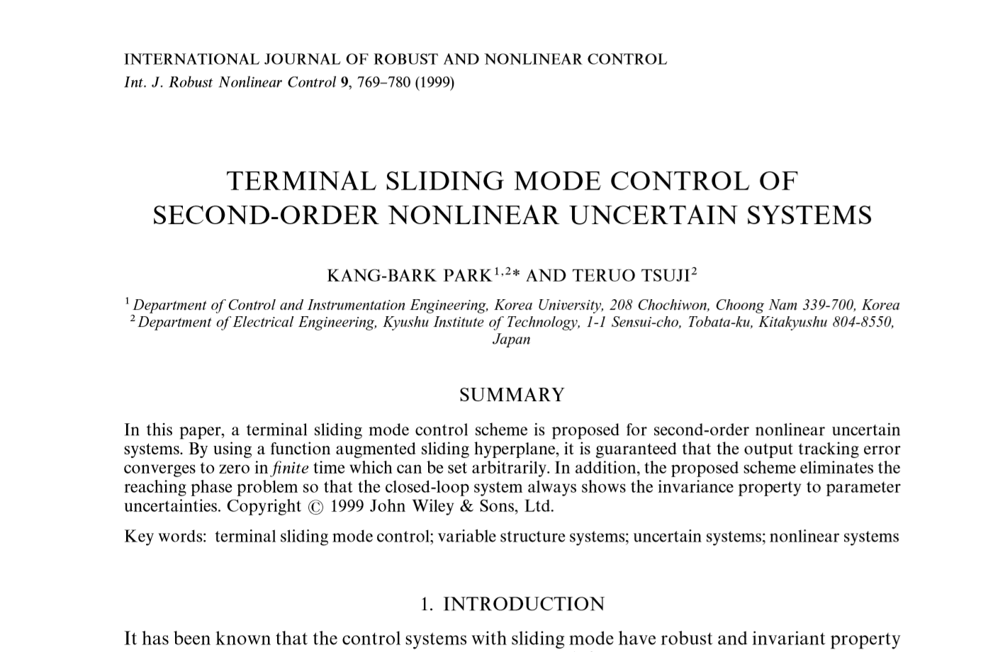 INTERNATIONAL JOURNAL OF ROBUST AND NONLINEAR CONTROL
Int. J. Robust Nonlinear Control 9, 769–780 (1999)
TERMINAL SLIDING MODE CONTROL OF
SECOND-ORDER NONLINEAR UNCERTAIN SYSTEMS
KANG-BARK PARK1,2* AND TERUO TSUJI2
1 Department of Control and Instrumentation Engineering, Korea University, 208 Chochiwon, Choong Nam 339-700, Korea
2 Department of Electrical Engineering, Kyushu Institute of Technology, 1-1 Sensui-cho, Tobata-ku, Kitakyushu 804-8550,
Japan
SUMMARY
In this paper, a terminal sliding mode control scheme is proposed for second-order nonlinear uncertain
systems. By using a function augmented sliding hyperplane, it is guaranteed that the output tracking error
converges to zero in finite time which can be set arbitrarily. In addition, the proposed scheme eliminates the
reaching phase problem so that the closed-loop system always shows the invariance property to parameter
uncertainties. Copyright © 1999 John Wiley & Sons, Ltd.
Key words: terminal sliding mode control; variable structure systems; uncertain systems; nonlinear systems
1. INTRODUCTION
It has been known that the control systems with sliding mode have robust and invariant property